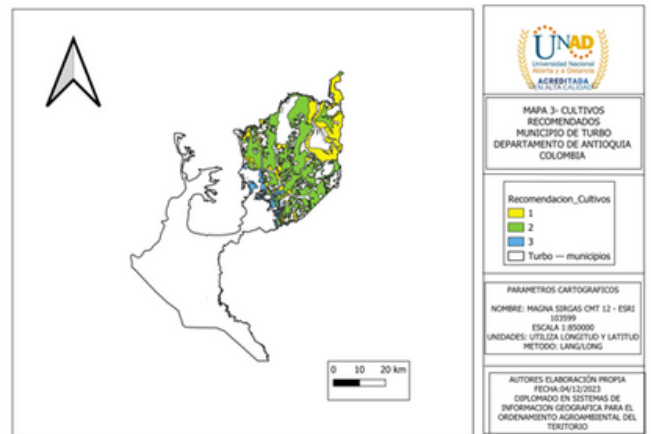 UNAD
Universidad Nacional
Abierta y a Distancia
ACREDITADA
EN ALTA CALIDAD
MAPA 3- CULTIVOS
RECOMENDADOS
MUNICIPIO DE TURBO
DEPARTAMENTO DE ANTIOQUIA
COLOMBIA
Recomendacion_Cultivos
1
2
3
Turbo — municipios
PARAMETROS CARTOGRAFICOS
NOMBRE: MAGNA SIRGAS CMT 12 - ESRI
103599
ESCALA 1:850000
UNIDADES: UTILIZA LONGITUD Y LATITUD
METODO: LANG/LONG
0 10 20 km
AUTORES ELABORACIÓN PROPIA
FECHA:04/12/2023
DIPLOMADO EN SISTEMAS DE
INFORMACION GEOGRAFICA PARA EL
ORDENAMIENTO AGROAMBIENTAL DEL
TERITORIO